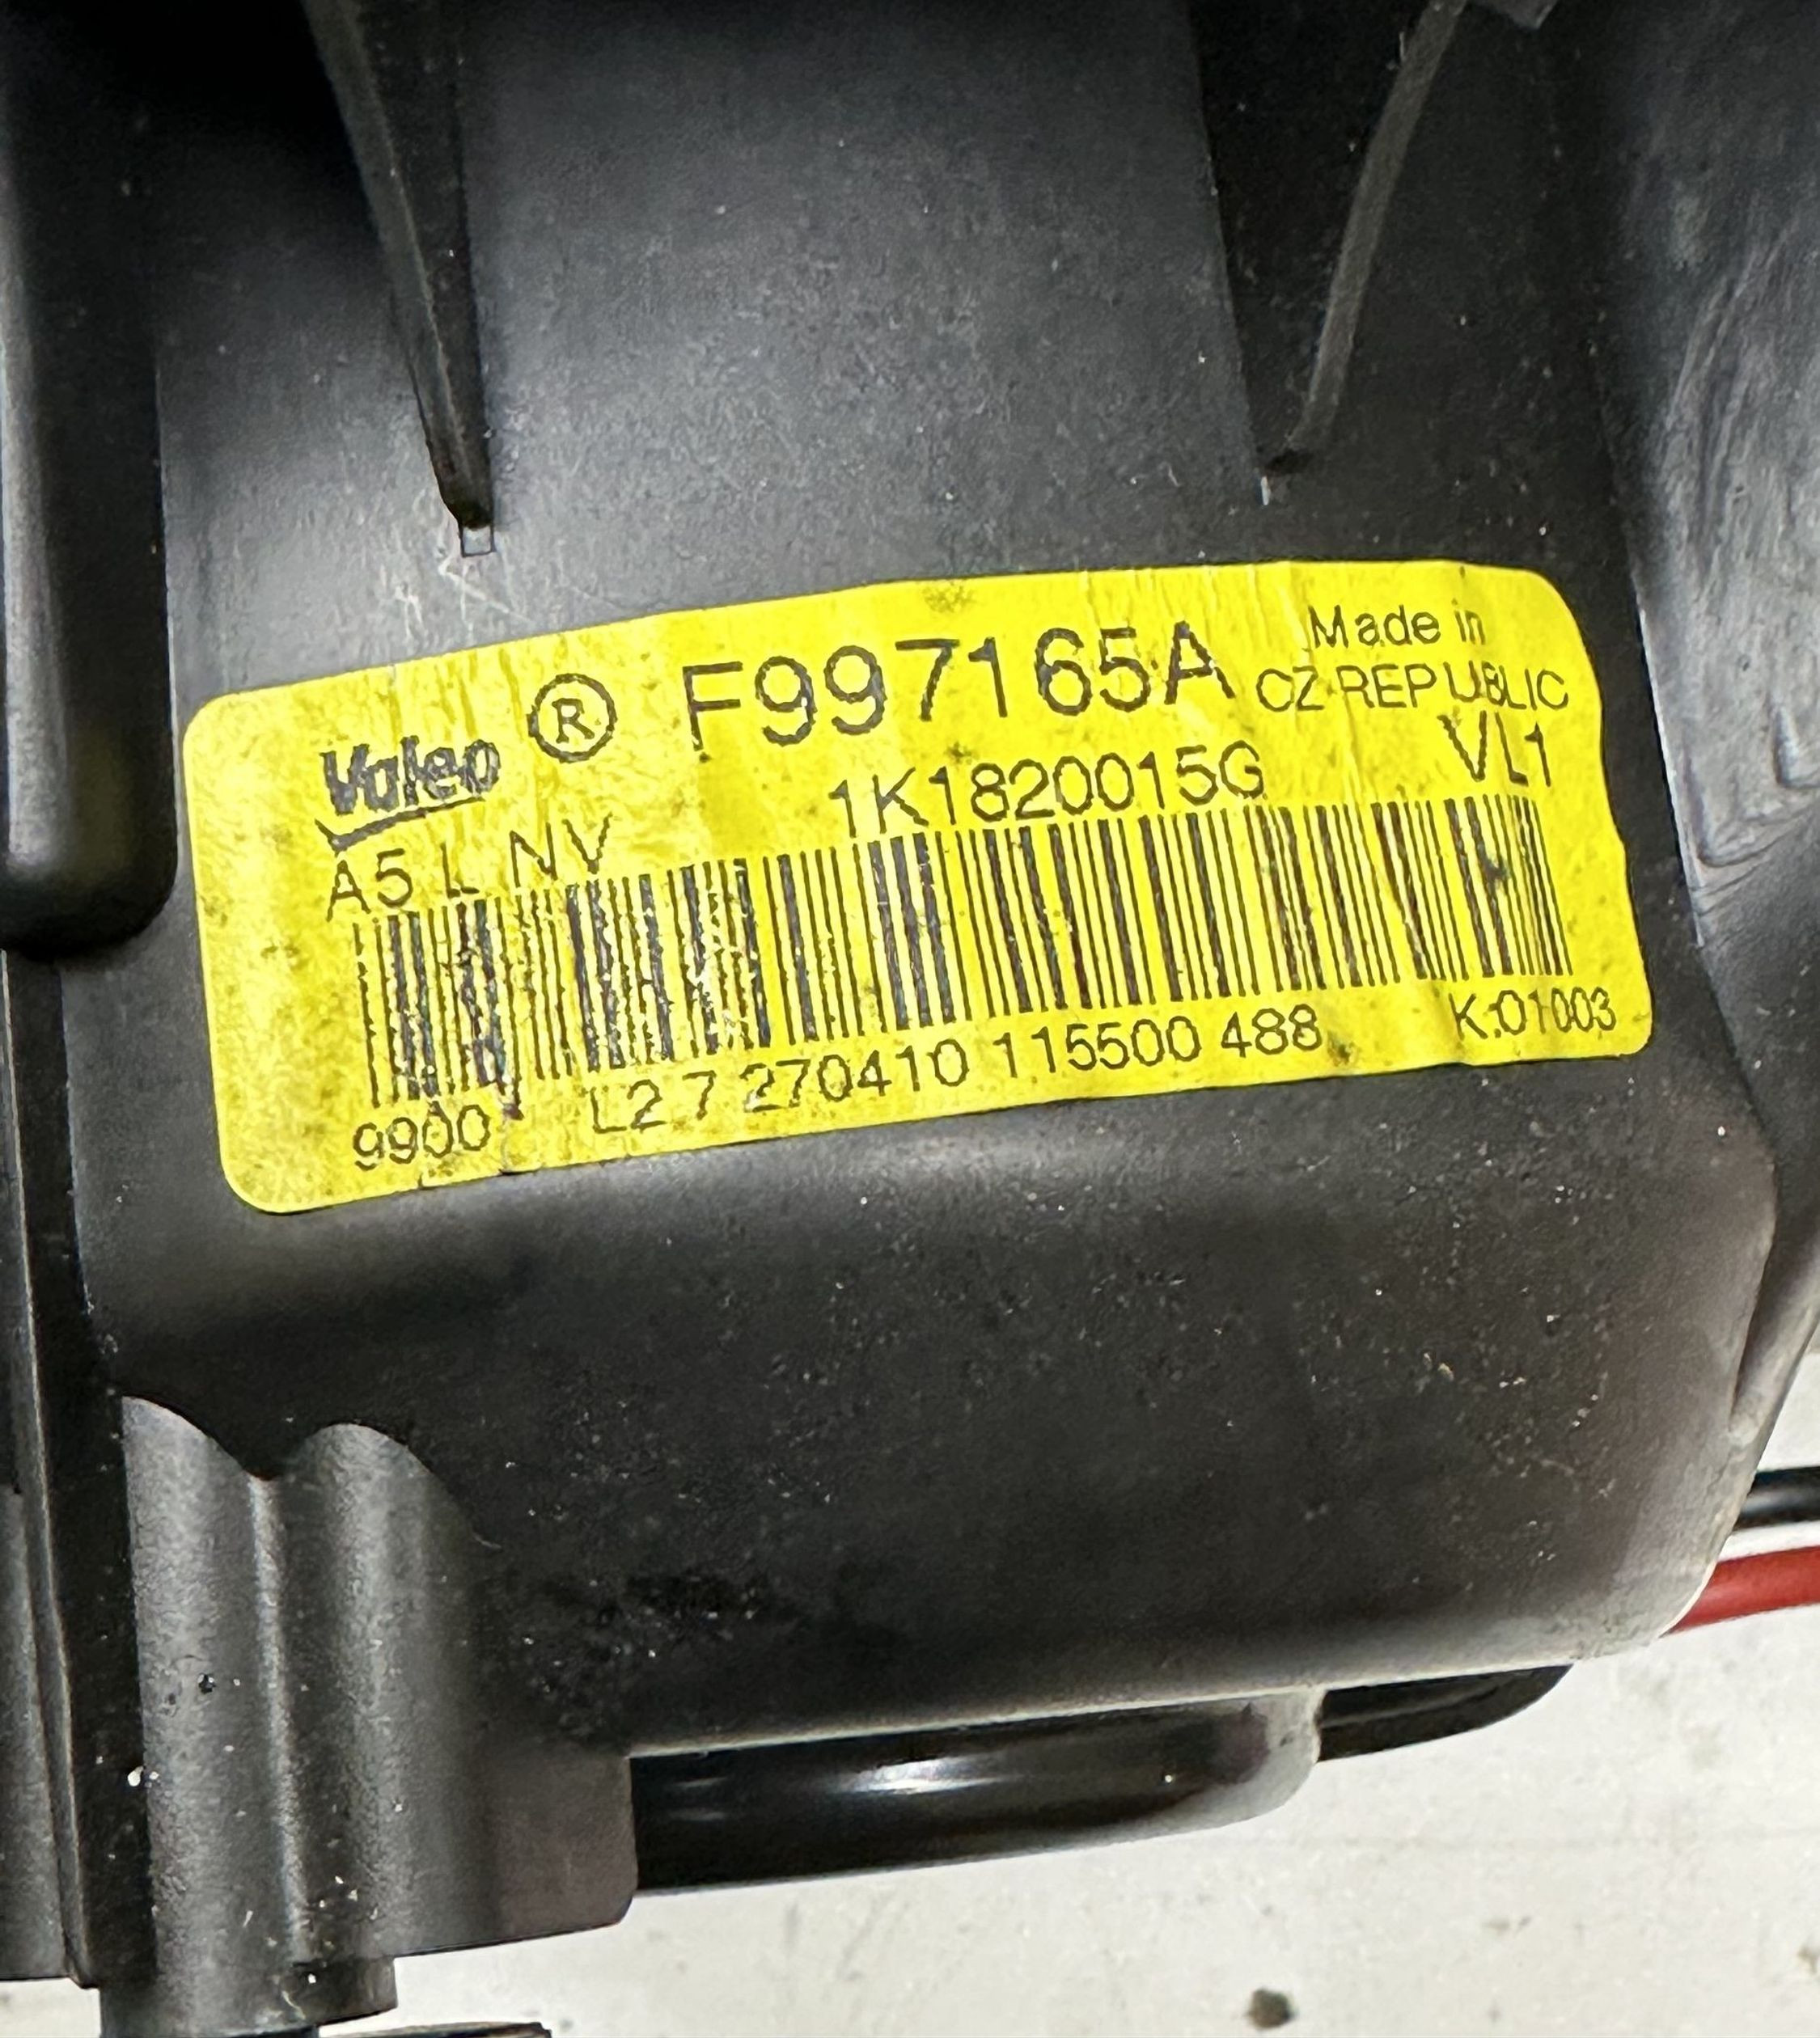 Valeo ® F997165A Made in
CZ REPUBLIC
A5 L NV 1K1820015G VL1
9900 L2 7 270410 115500 488 K:01003